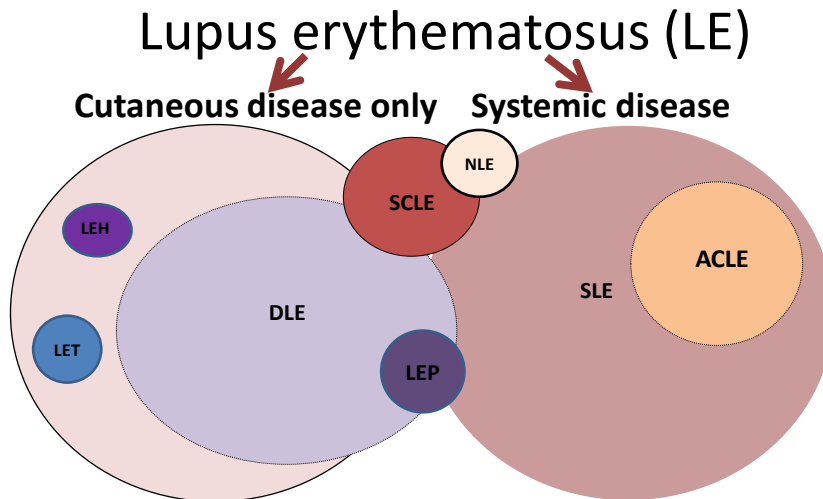 Lupus erythematosus (LE)
Cutaneous disease only Systemic disease
NLE
SCLE
LEH
ACLE
SLE
DLE
LET
LEP